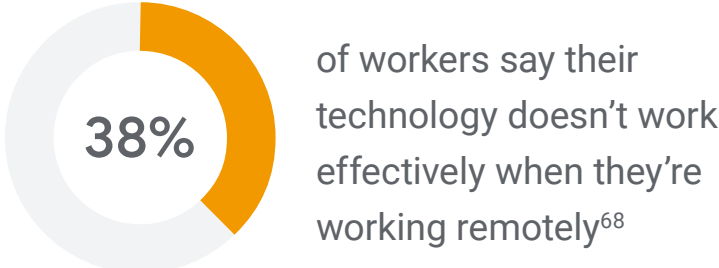 38%
of workers say their
technology doesn’t work
effectively when they’re
working remotely⁶⁸